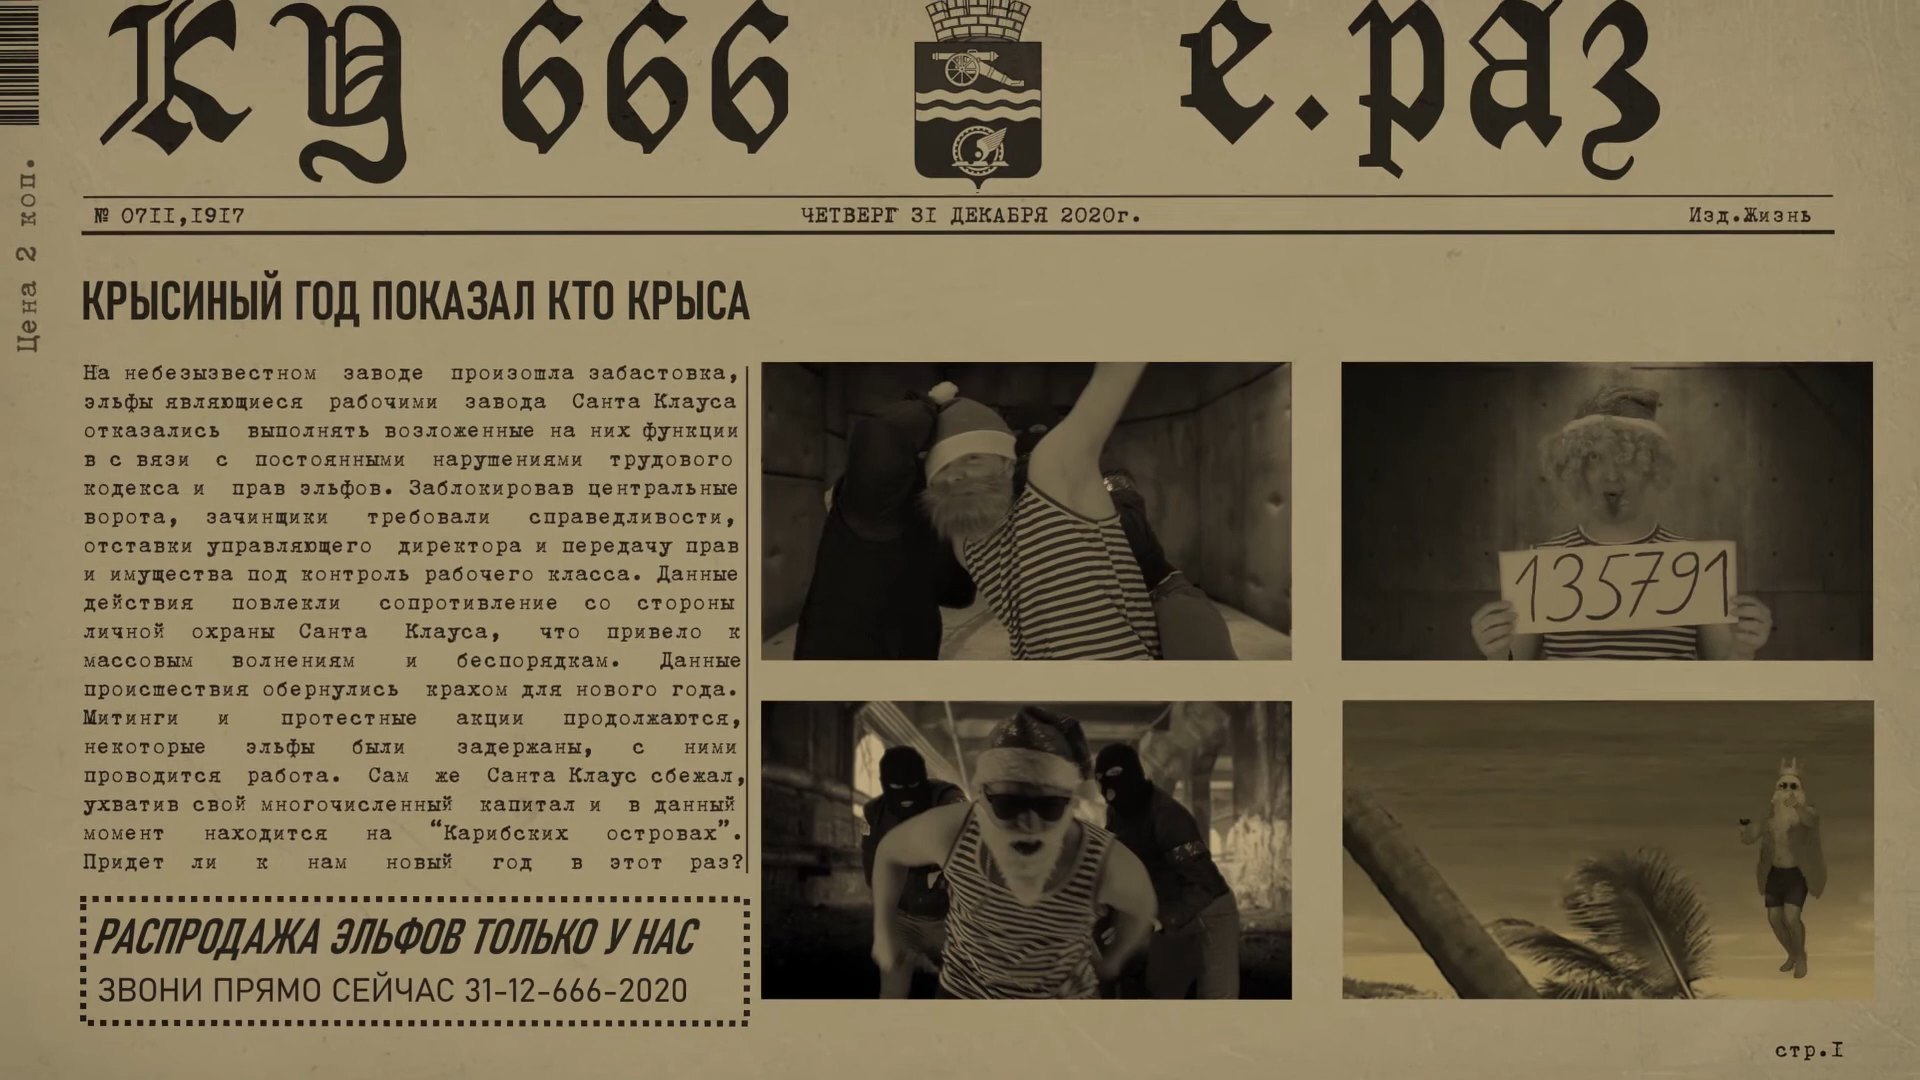 КУ 666 е.раз
Цена 2 коп.
№ 07II,I9I7 ЧЕТВЕРГ 3I ДЕКАБРЯ 2020г. Изд.Жизнь
КРЫСИНЫЙ ГОД ПОКАЗАЛ КТО КРЫСА
На небезызвестном заводе произошла забастовка,
эльфы являющиеся рабочими завода Санта Клауса
отказались выполнять возложенные на них функции
в с вязи с постоянными нарушениями трудового
кодекса и прав эльфов. Заблокировав центральные
ворота, зачинщики требовали справедливости,
отставки управляющего директора и передачу прав
и имущества под контроль рабочего класса. Данные
действия повлекли сопротивление со стороны
личной охраны Санта Клауса, что привело к
массовым волнениям и беспорядкам. Данные
происшествия обернулись крахом для нового года.
Митинги и протестные акции продолжаются,
некоторые эльфы были задержаны, с ними
проводится работа. Сам же Санта Клаус сбежал,
ухватив свой многочисленный капитал и в данный
момент находится на “Карибских островах”.
Придет ли к нам новый год в этот раз?
135791
РАСПРОДАЖА ЭЛЬФОВ ТОЛЬКО У НАС
ЗВОНИ ПРЯМО СЕЙЧАС 31-12-666-2020
стр.I